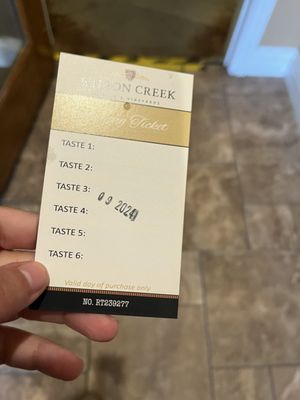 CREEK
VINEYARDS
Ticket
TASTE 1:
TASTE 2:
TASTE 3:
09 2024
TASTE 4:
TASTE 5:
TASTE 6:
Valid day of purchase only
NO. RT239277